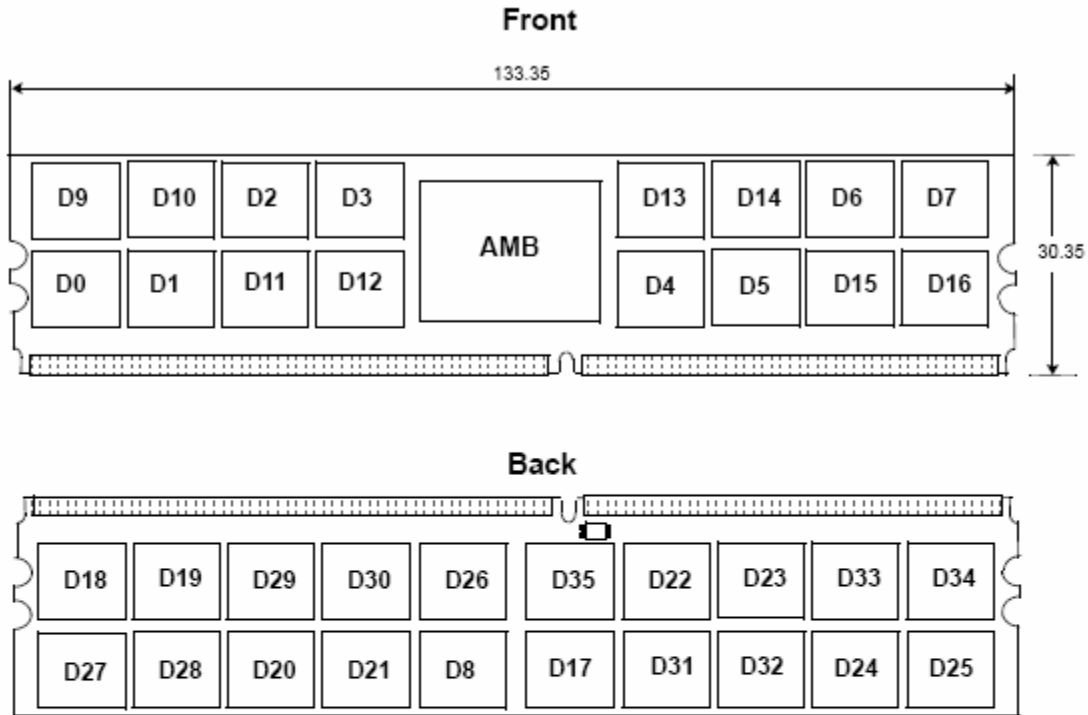 Front
133.35
D9 D10 D2 D3 D13 D14 D6 D7
AMB
30.35
D0 D1 D11 D12 D4 D5 D15 D16
Back
D18 D19 D29 D30 D26 D35 D22 D23 D33 D34
D27 D28 D20 D21 D8 D17 D31 D32 D24 D25